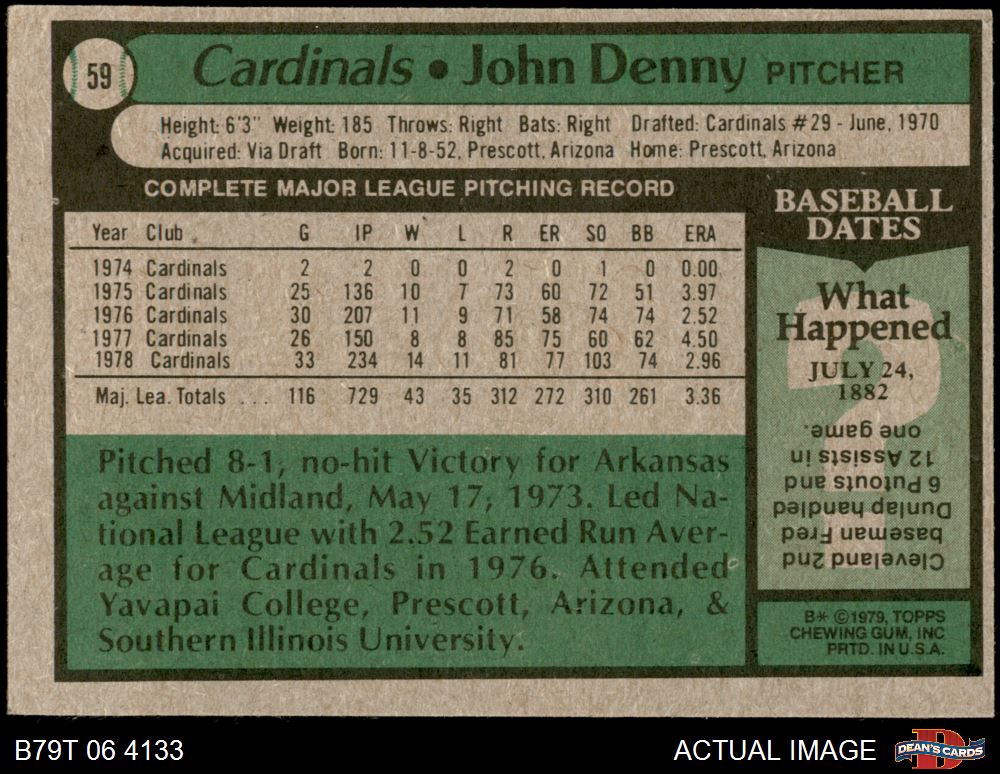 59
Cardinals • John Denny PITCHER
Height: 6'3" Weight: 185 Throws: Right Bats: Right Drafted: Cardinals #29 - June, 1970
Acquired: Via Draft Born: 11-8-52, Prescott, Arizona Home: Prescott, Arizona
COMPLETE MAJOR LEAGUE PITCHING RECORD
Year Club G IP W L R ER SO BB ERA
1974 Cardinals 2 2 0 0 2 0 1 0 0.00
1975 Cardinals 25 136 10 7 73 60 72 51 3.97
1976 Cardinals 30 207 11 9 71 58 74 74 2.52
1977 Cardinals 26 150 8 8 85 75 60 62 4.50
1978 Cardinals 33 234 14 11 81 77 103 74 2.96
Maj. Lea. Totals ... 116 729 43 35 312 272 310 261 3.36
Pitched 8-1, no-hit Victory for Arkansas
against Midland, May 17, 1973. Led Na-
tional League with 2.52 Earned Run Aver-
age for Cardinals in 1976. Attended
Yavapai College, Prescott, Arizona, &
Southern Illinois University.
BASEBALL
DATES
?
What
Happened
JULY 24,
1882
Cleveland 2nd
baseman Fred
Dunlap handled
6 Putouts and
12 Assists in
one game.
B* ©1979, TOPPS
CHEWING GUM, INC
PRTD. IN U.S.A.
B79T 06 4133
ACTUAL IMAGE
D
DEAN'S CARDS